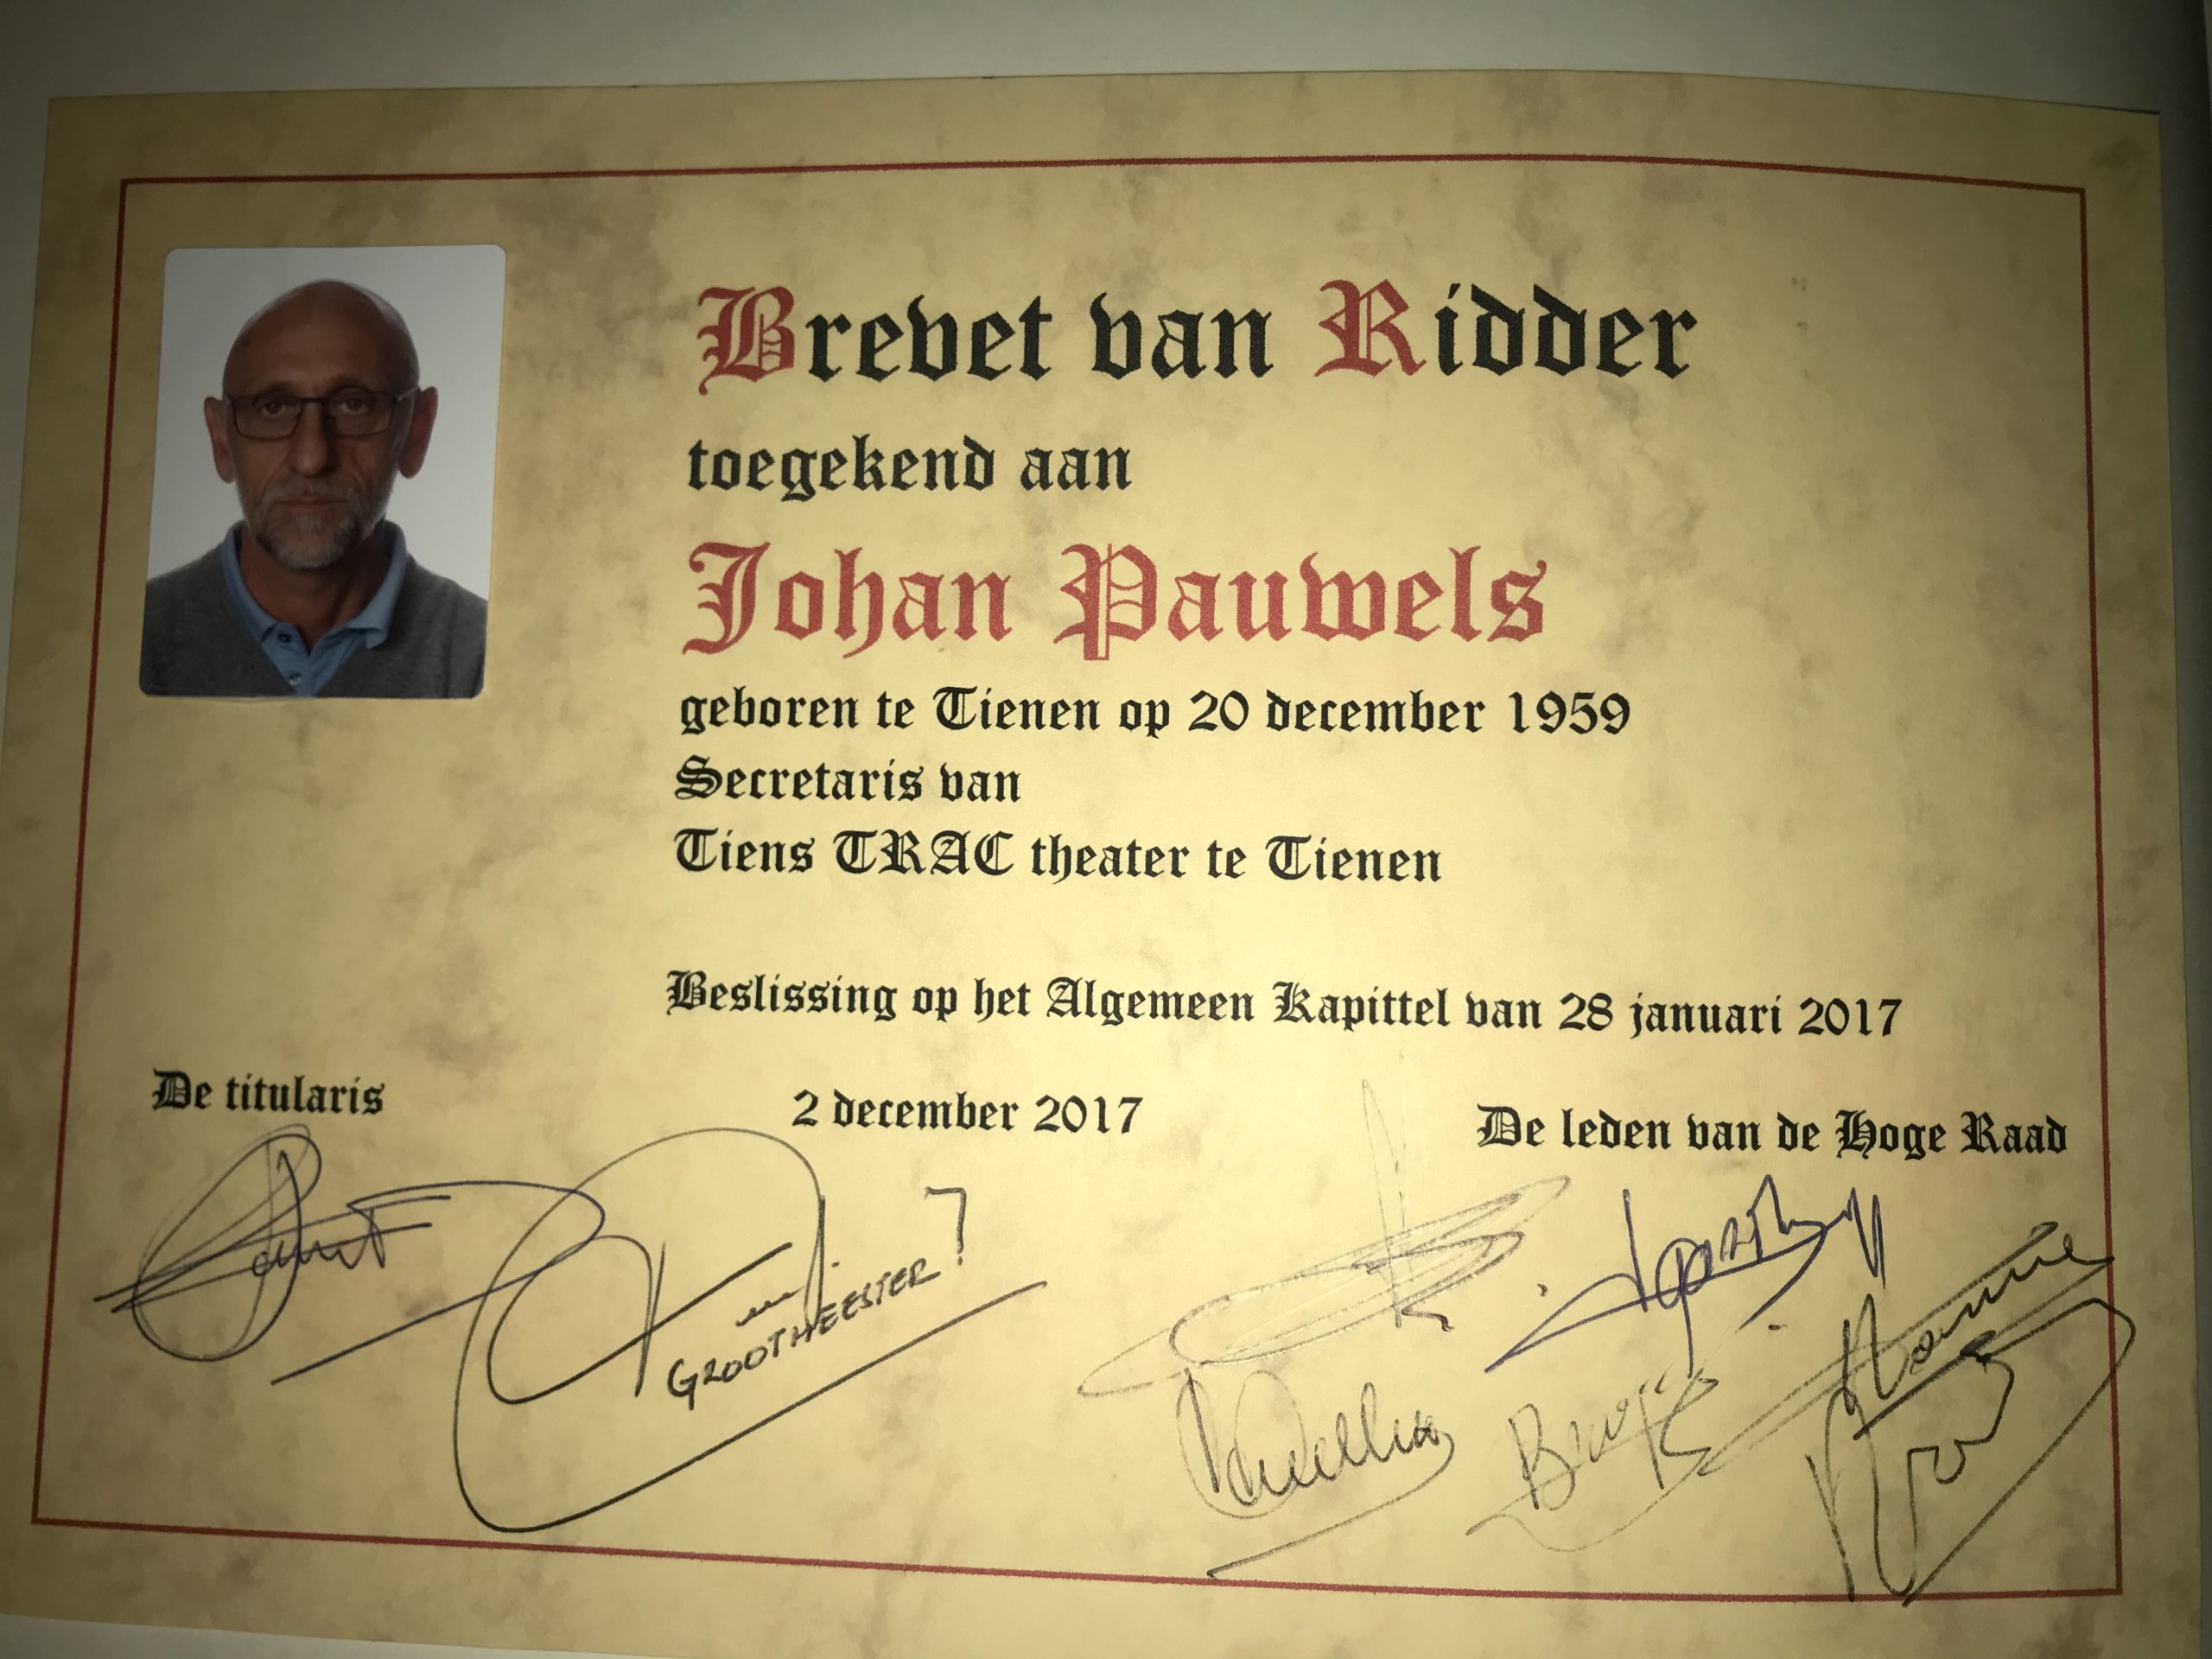 Brevet van Ridder
toegekend aan
Johan Pauwels
geboren te Tienen op 20 december 1959
Secretaris van
Tiens TRAC theater te Tienen
Beslissing op het Algemeen Kapittel van 28 januari 2017
De titularis
2 december 2017
De leden van de Hoge Raad
GROOTMEESTER